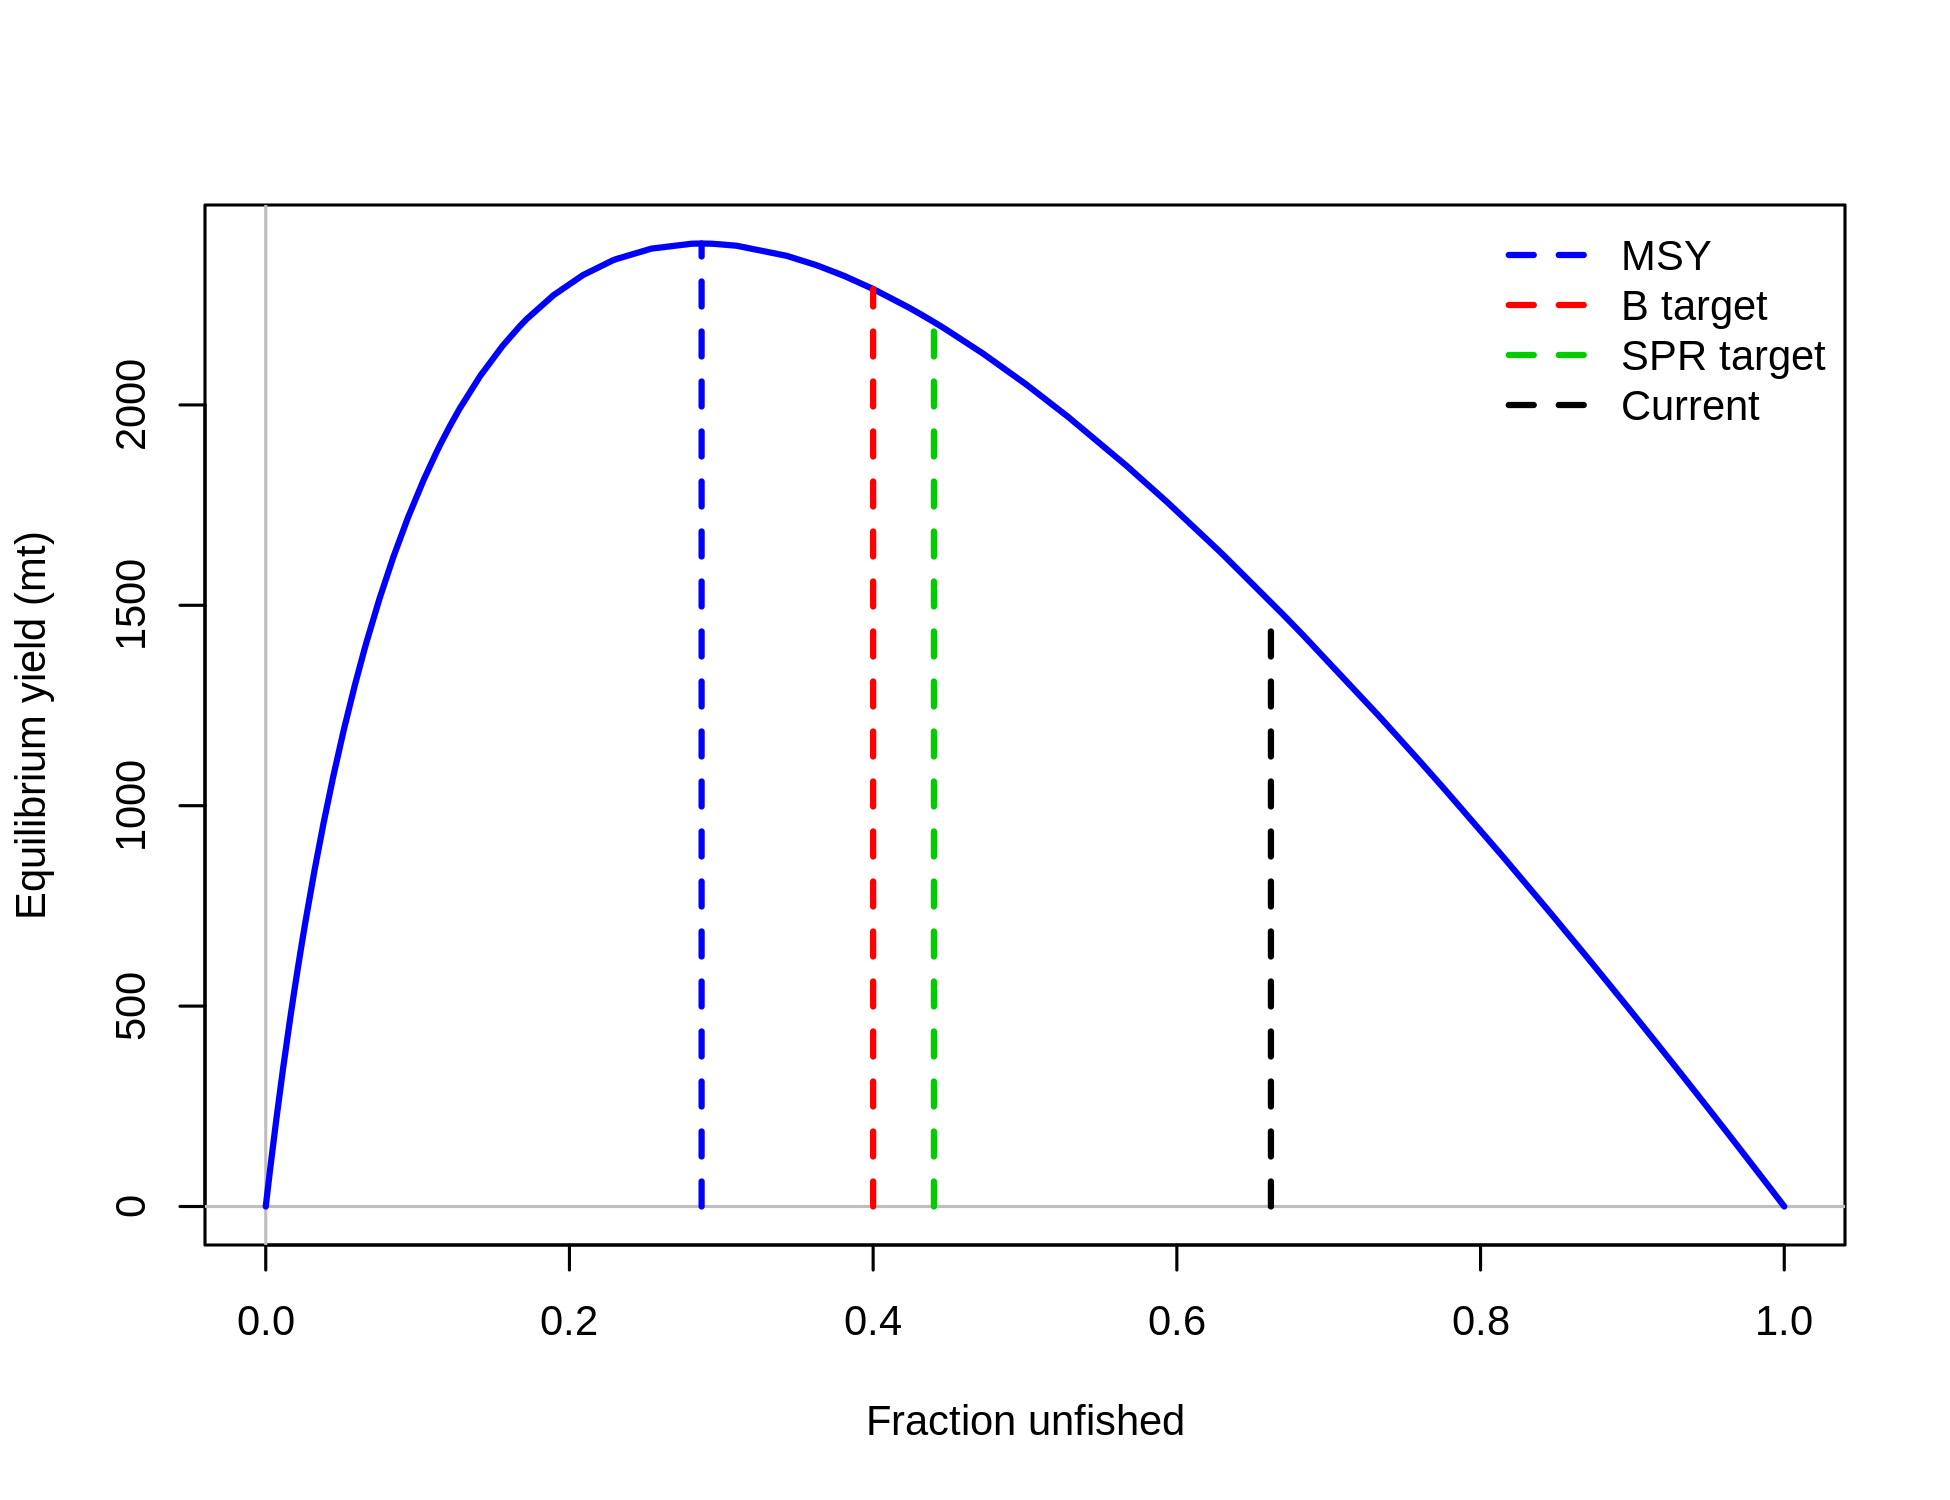 MSY
B target
SPR target
Current
Equilibrium yield (mt)
2000
1500
1000
500
0
0.0 0.2 0.4 0.6 0.8 1.0
Fraction unfished